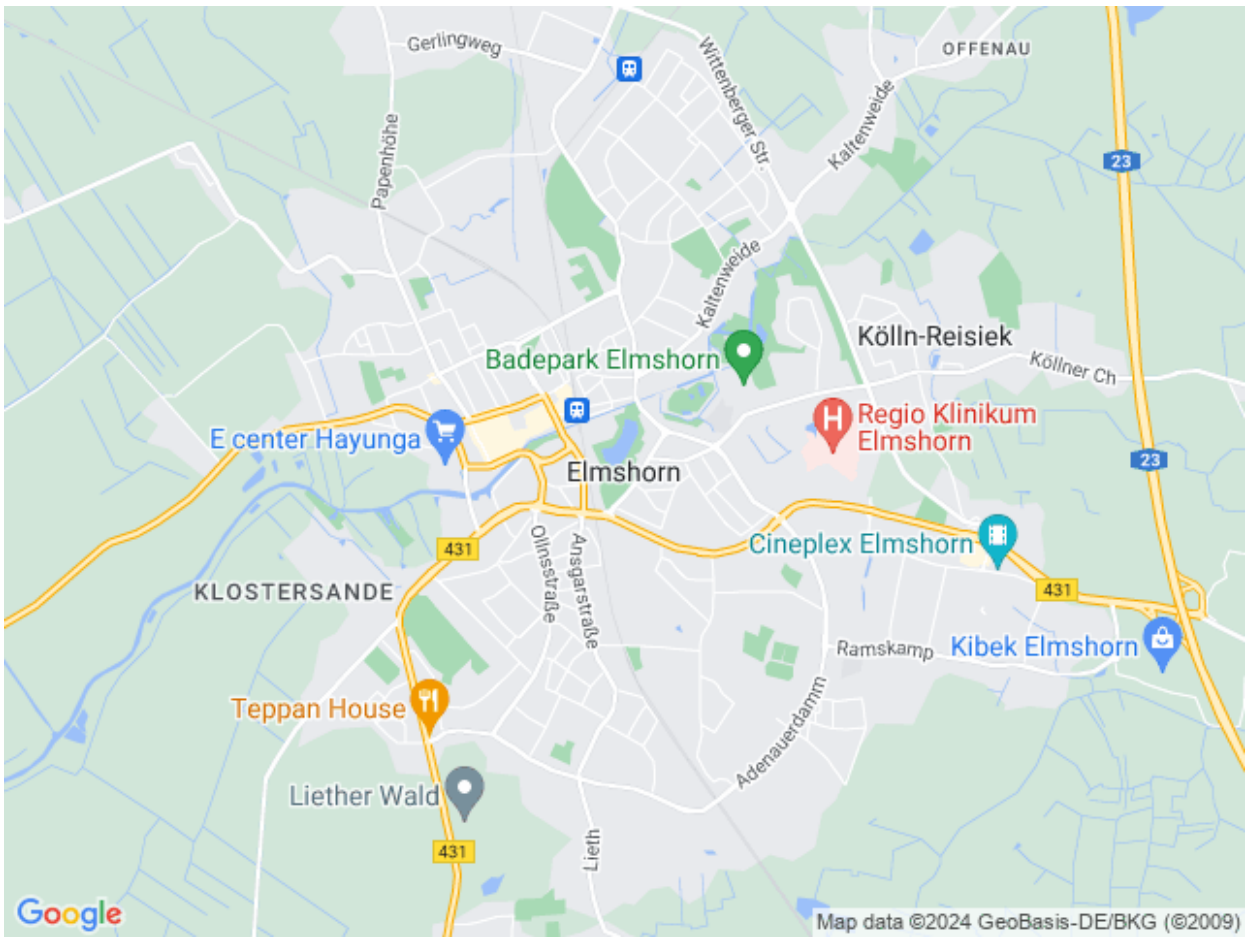 Gerlingweg
OFFENAU
Wittenberger Str.
Kaltenweide
23
Papenhöhe
Kaltenweide
Kölln-Reisiek
Badepark Elmshorn
Köllner Ch
H
Regio Klinikum
Elmshorn
E center Hayunga
Elmshorn
23
431
Ollnsstraße
Ansgarstraße
Cineplex Elmshorn
KLOSTERSANDE
431
Ramskamp
Kibek Elmshorn
Teppan House
Adenauerdamm
Liether Wald
431
Lieth
Google
Map data ©2024 GeoBasis-DE/BKG (©2009)